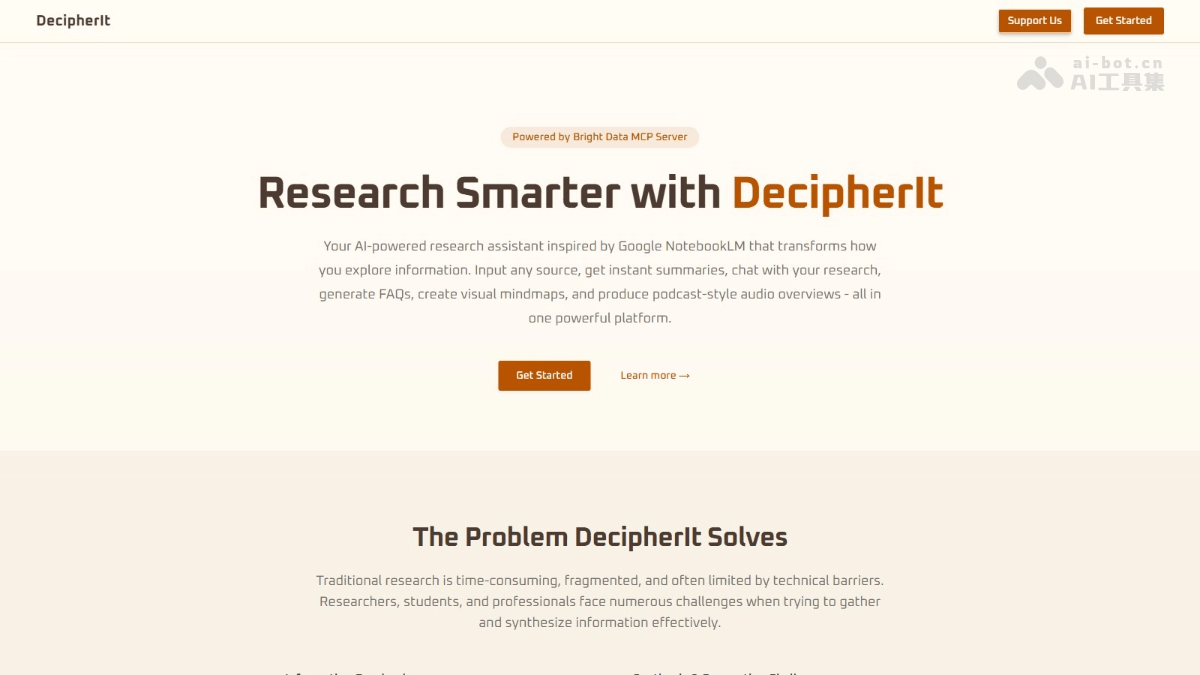 DecipherIt
Support Us
Get Started
ai-bot.cn
AI工具集
Powered by Bright Data MCP Server
Research Smarter with DecipherIt
Your AI-powered research assistant inspired by Google NotebookLM that transforms how
you explore information. Input any source, get instant summaries, chat with your research,
generate FAQs, create visual mindmaps, and produce podcast-style audio overviews - all in
one powerful platform.
Get Started
Learn more →
The Problem DecipherIt Solves
Traditional research is time-consuming, fragmented, and often limited by technical barriers.
Researchers, students, and professionals face numerous challenges when trying to gather
and synthesize information effectively.